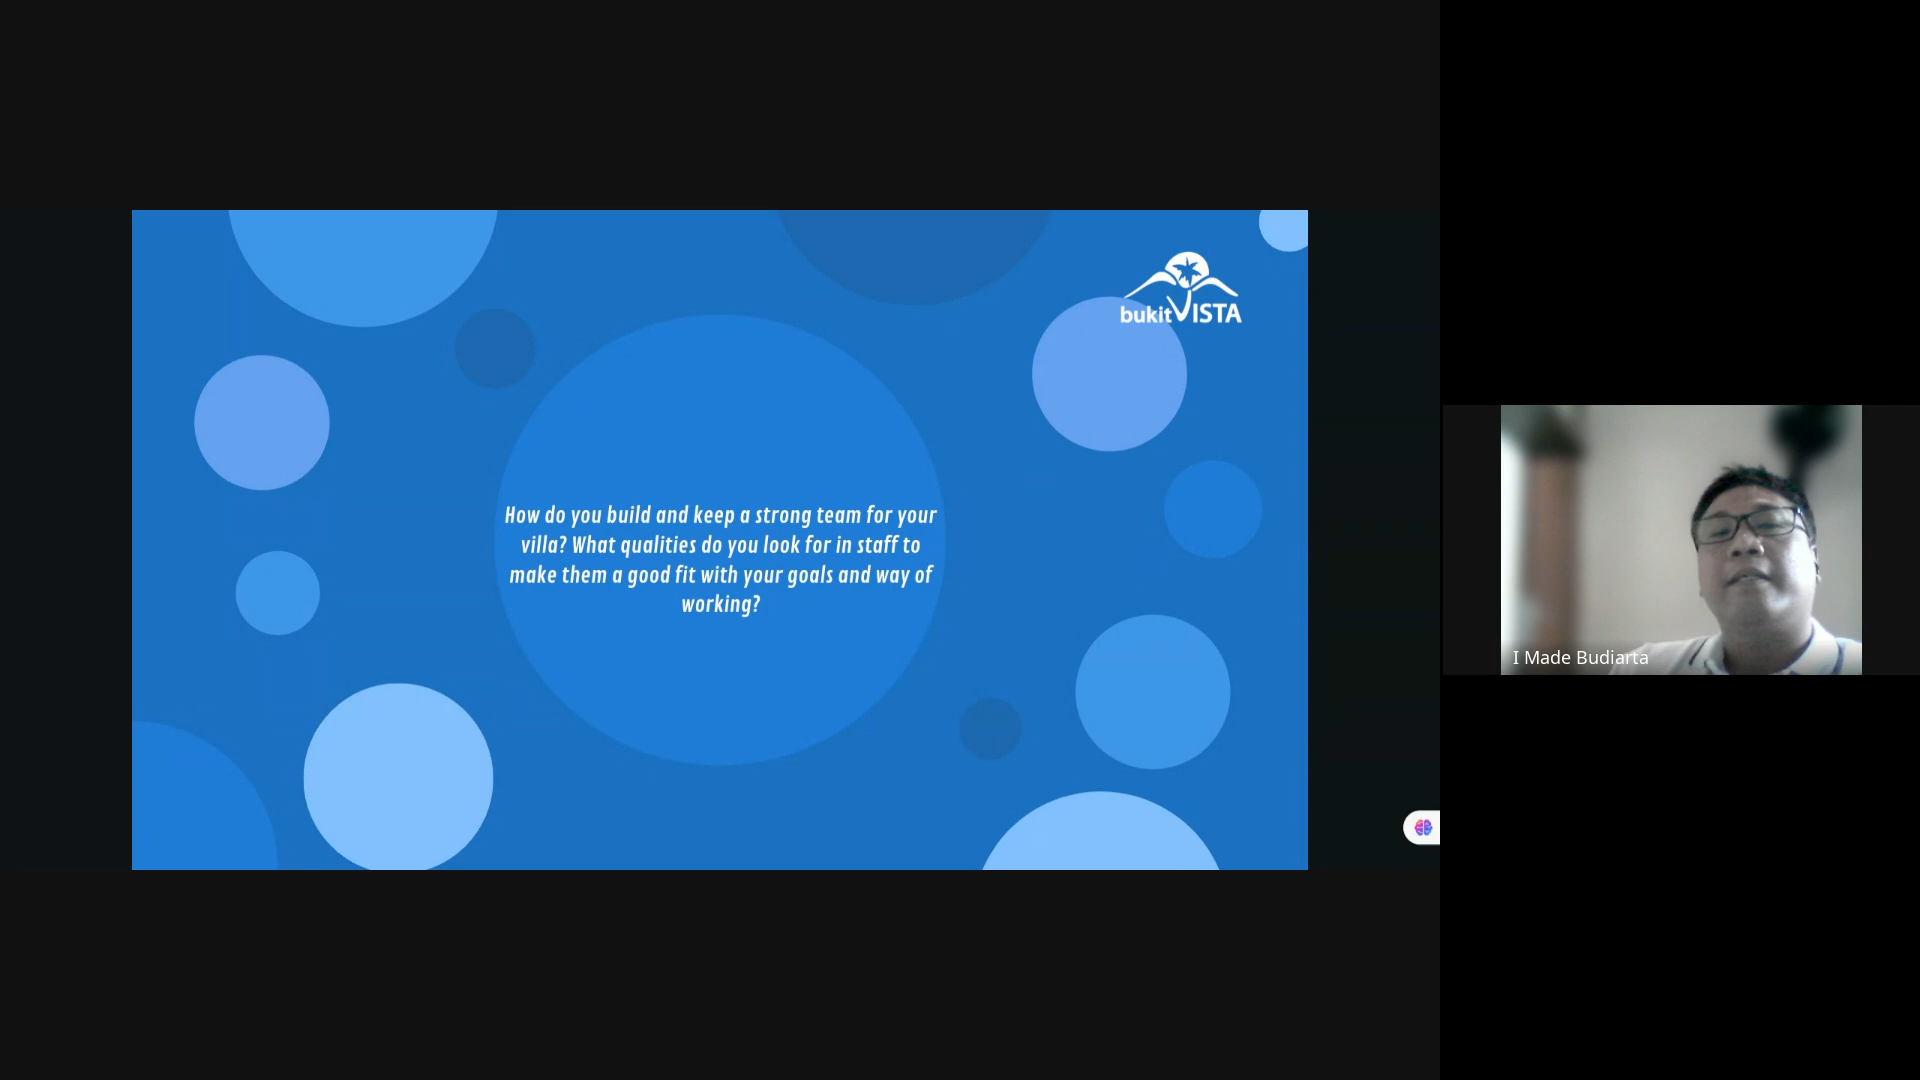 bukitVISTA
How do you build and keep a strong team for your
villa? What qualities do you look for in staff to
make them a good fit with your goals and way of
working?
I Made Budiarta